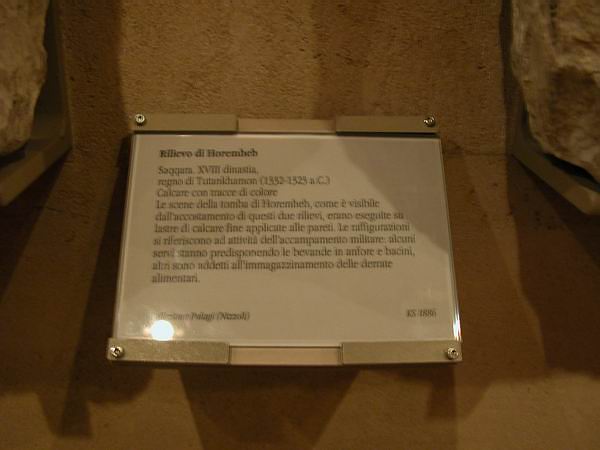 Rilievo di Horemheb
Saqqara. XVIII dinastia,
regno di Tutankhamon (1332-1323 a.C.)
Calcare con tracce di colore
Le scene della tomba di Horemheb, come è visibile
dall'accostamento di questi due rilievi, erano eseguite su
lastre di calcare fine applicate alle pareti. Le raffigurazioni
si riferiscono ad attività dell'accampamento militare: alcuni
servi stanno predisponendo le bevande in anfore e bacini,
altri sono addetti all'immagazzinamento delle derrate
alimentari.
Palagi (Nizzoli)
KS 1886